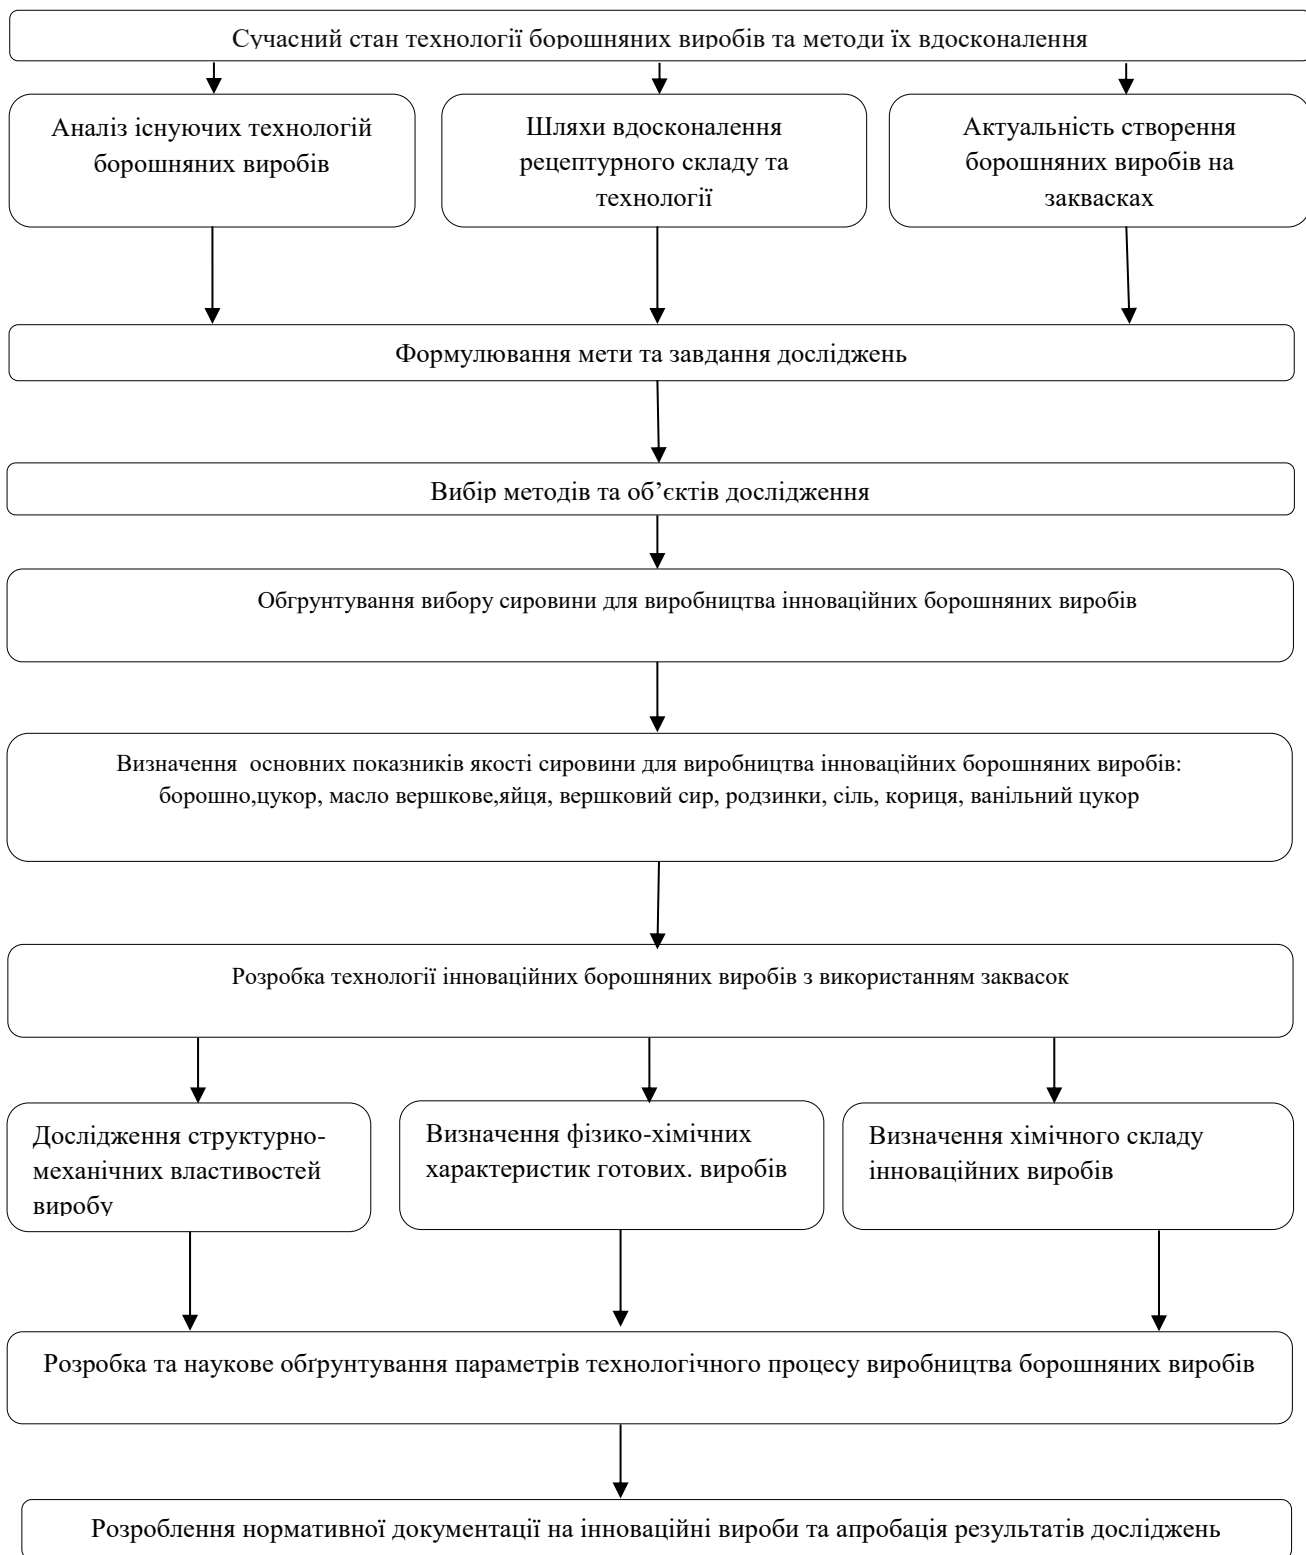 Сучасний стан технології борошняних виробів та методи їх вдосконалення
Аналіз існуючих технологій
борошняних виробів
Шляхи вдосконалення
рецептурного складу та
технології
Актуальність створення
борошняних виробів на
заквасках
Формулювання мети та завдання досліджень
Вибір методів та об’єктів дослідження
Обгрунтування вибору сировини для виробництва інноваційних борошняних виробів
Визначення основних показників якості сировини для виробництва інноваційних борошняних виробів:
борошно,цукор, масло вершкове,яйця, вершковий сир, родзинки, сіль, кориця, ванільний цукор
Розробка технології інноваційних борошняних виробів з використанням заквасок
Дослідження структурно-
механічних властивостей
виробу
Визначення фізико-хімічних
характеристик готових. виробів
Визначення хімічного складу
інноваційних виробів
Розробка та наукове обґрунтування параметрів технологічного процесу виробництва борошняних виробів
Розроблення нормативної документації на інноваційні вироби та апробація результатів досліджень